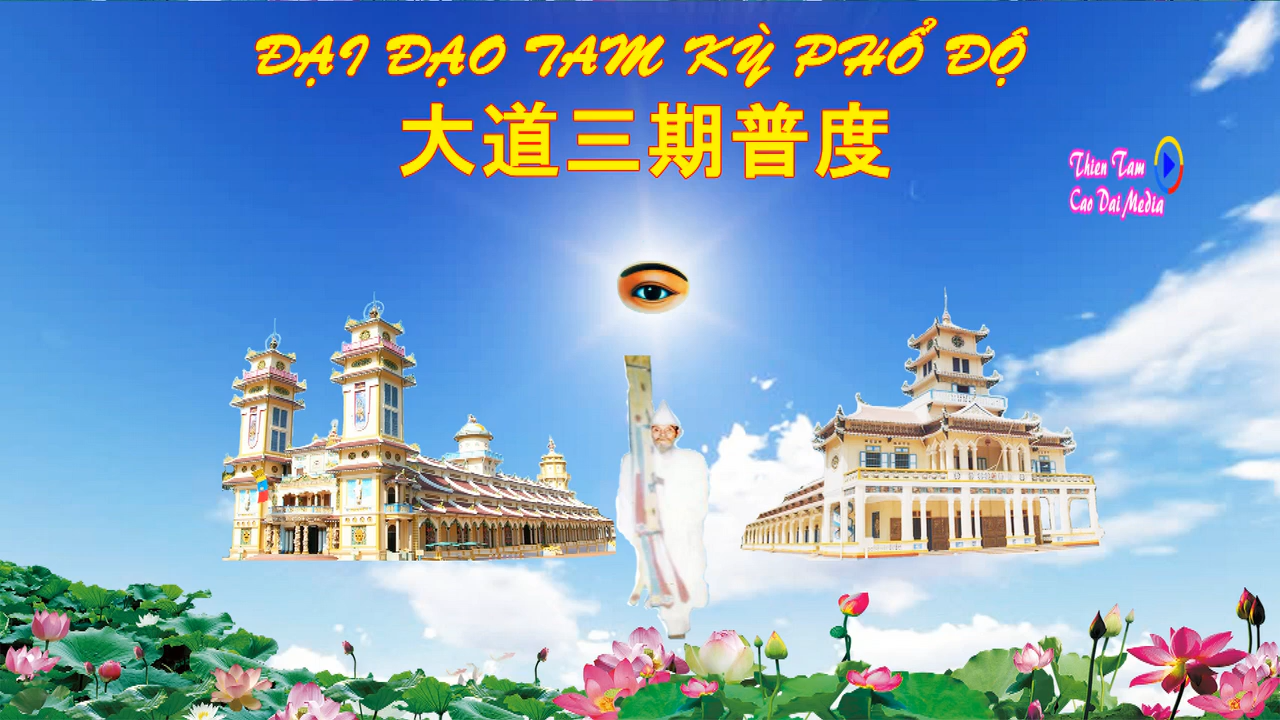 ĐẠI ĐẠO TAM KỲ PHỔ ĐỘ
大道三期普度
Thien Tam
Cao Dai Media